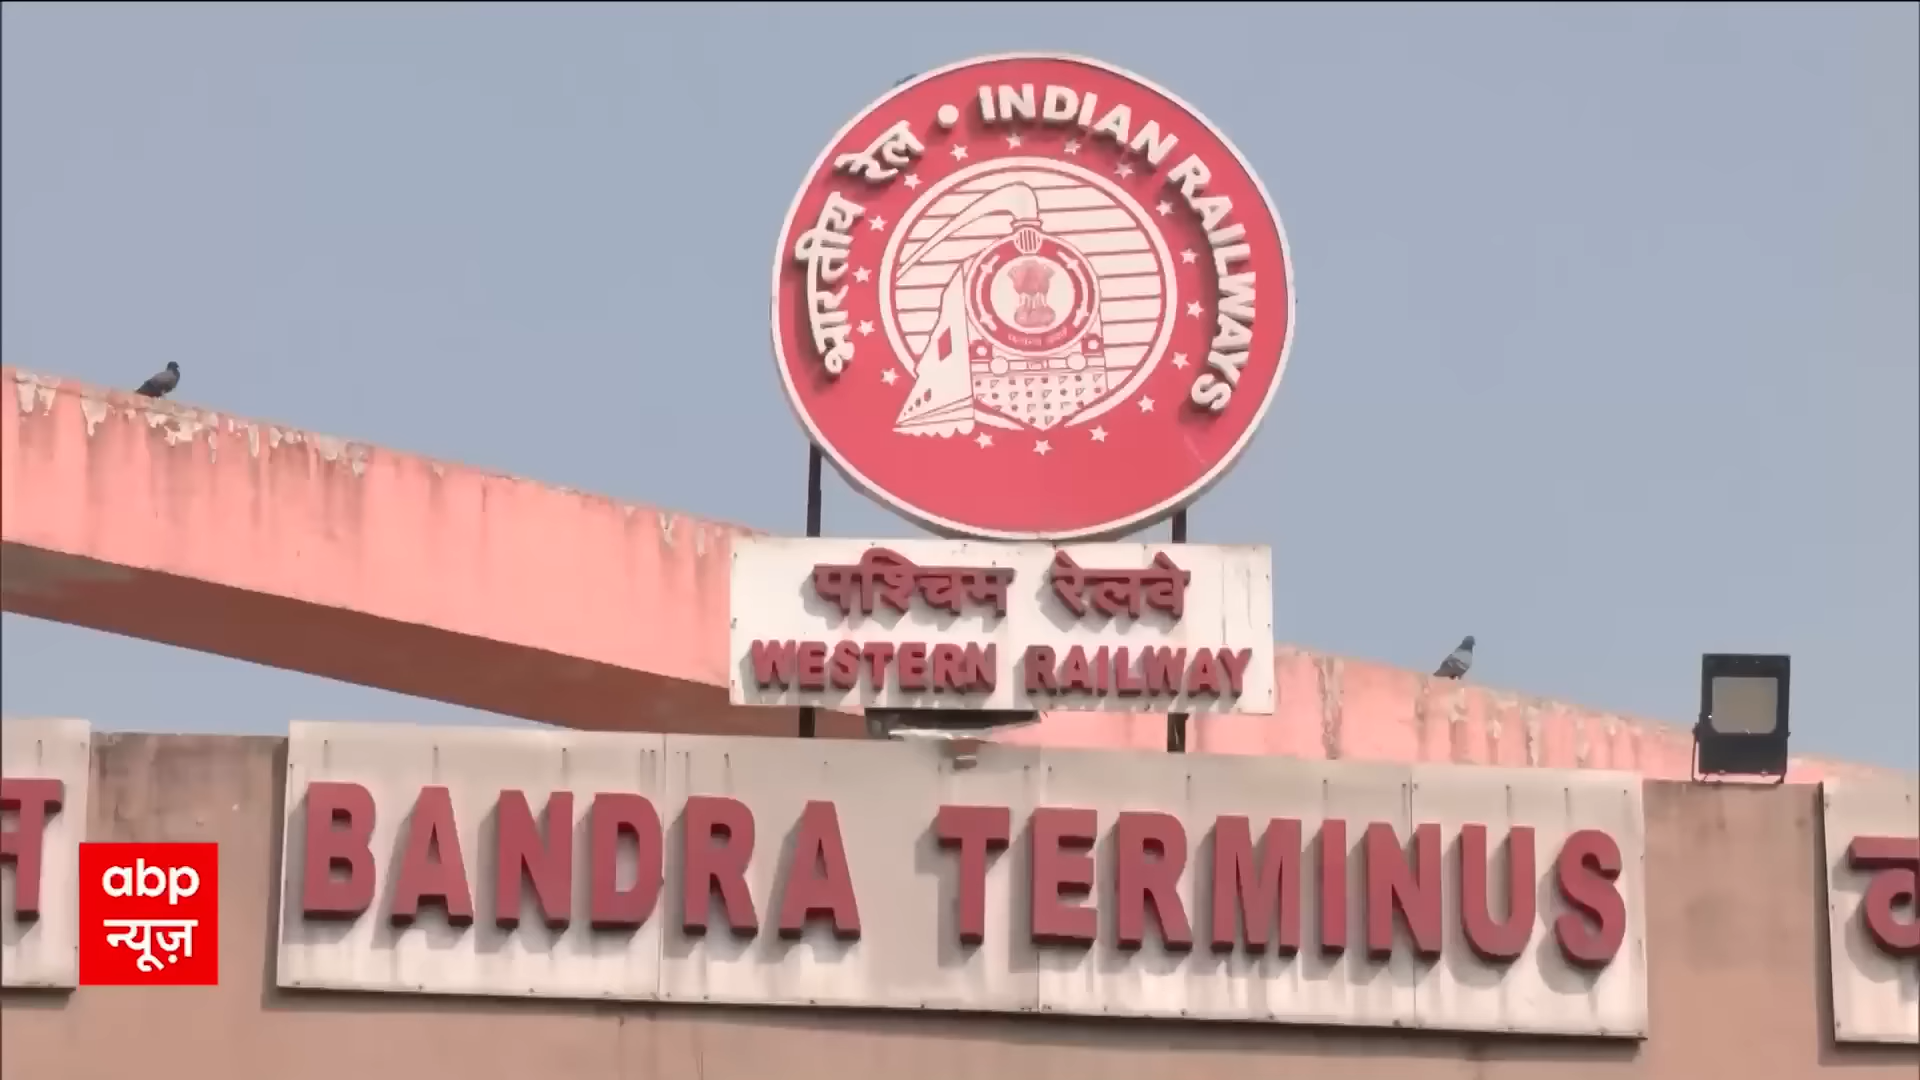 भारतीय रेल • INDIAN RAILWAYS
पश्चिम रेलवे
WESTERN RAILWAY
BANDRA TERMINUS
abp
न्यूज़